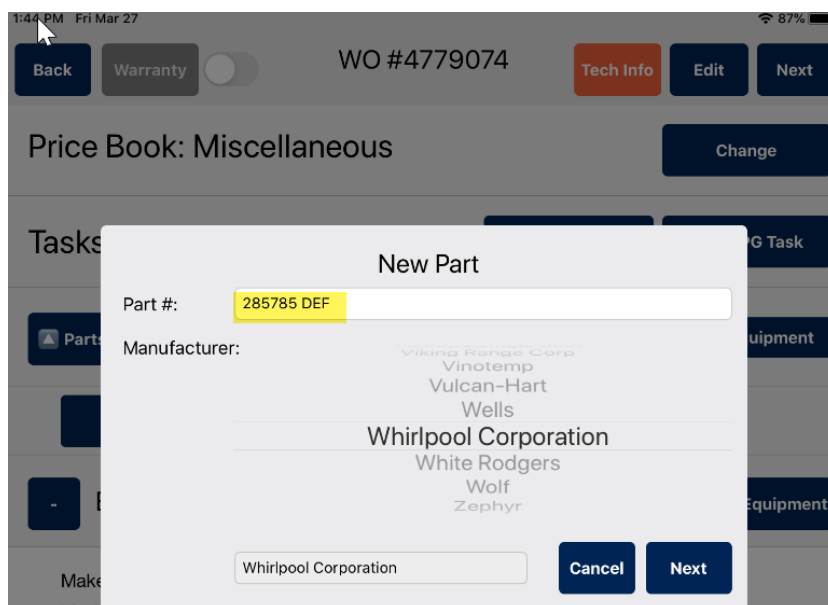 1:44 PM Fri Mar 27
87%
Back
Warranty
WO #4779074
Tech Info
Edit
Next
Price Book: Miscellaneous
Change
Tasks
G Task
New Part
Part #:
285785 DEF
Parts
Manufacturer:
Viking Range Corp
Vinotemp
Vulcan-Hart
Wells
Whirlpool Corporation
White Rodgers
Wolf
Zephyr
-
Equipment
Whirlpool Corporation
Cancel
Next
Make